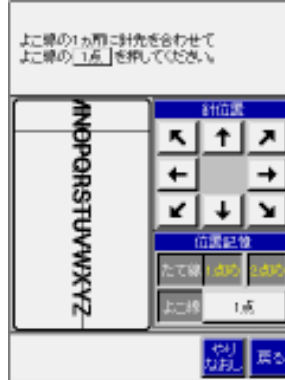 よこ線の1ヵ所に針先を合わせて
よこ線の 1点 を押してください。
MNOPQRSTUVWXYZ
針位置
位置記憶
たて線 1点め 2点め
よこ線 1点
やり
なおし 戻る